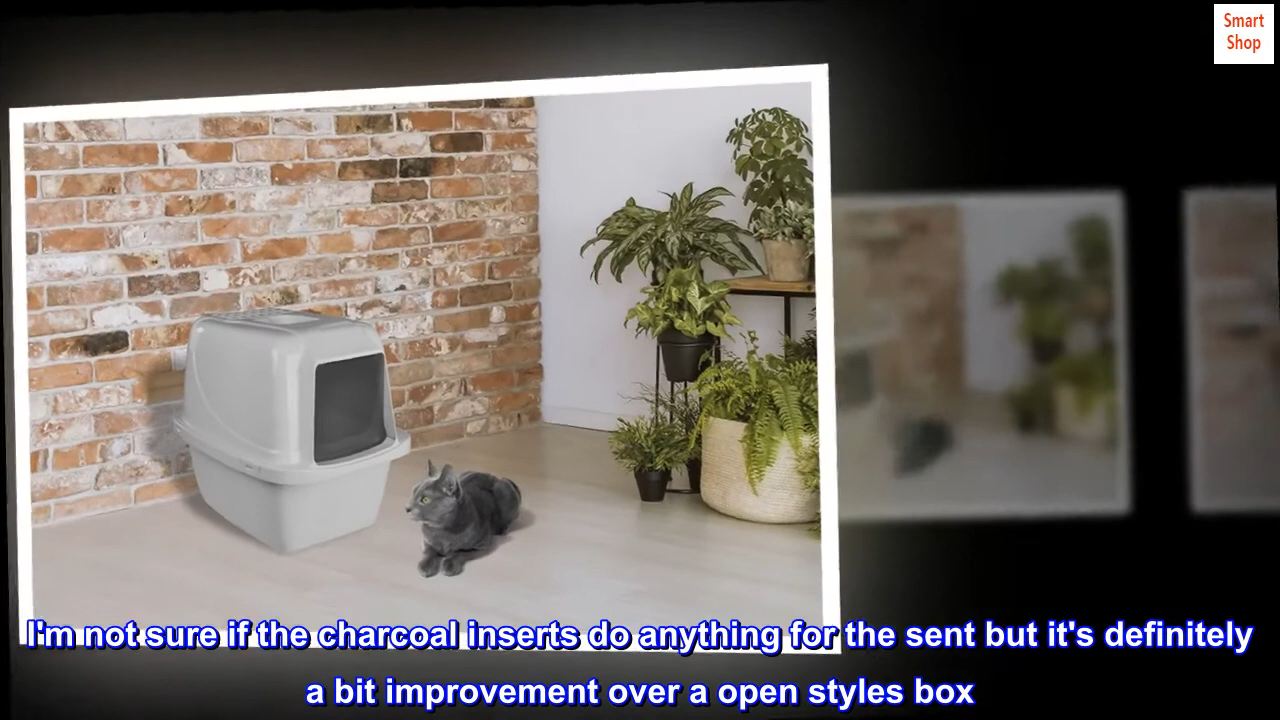 Smart
Shop
I'm not sure if the charcoal inserts do anything for the sent but it's definitely
a bit improvement over a open styles box